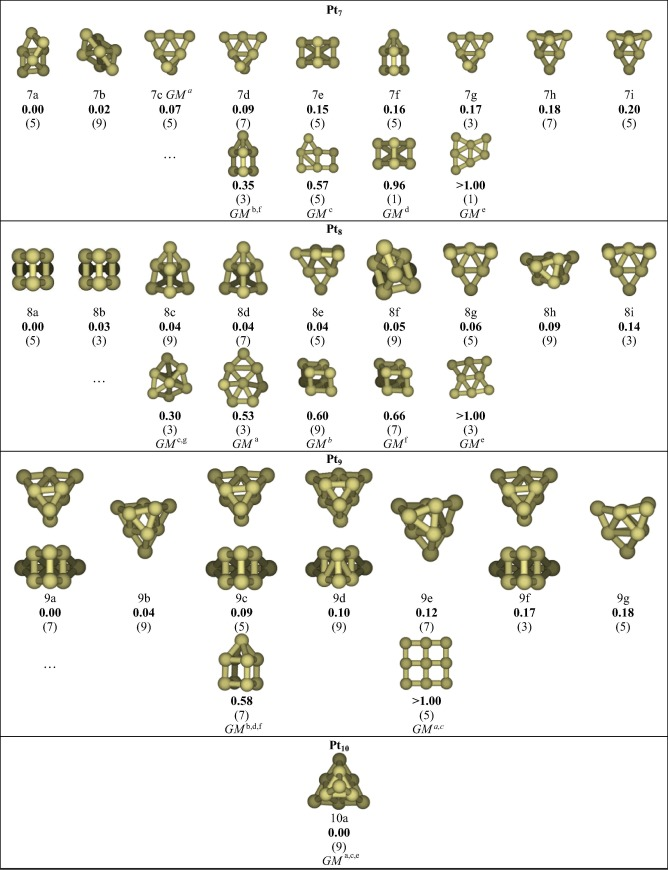 Pt7
7a 7b 7c GM a 7d 7e 7f 7g 7h 7i
0.00 0.02 0.07 0.09 0.15 0.16 0.17 0.18 0.20
(5) (9) (5) (7) (5) (5) (3) (7) (5)
...
0.35 0.57 0.96 >1.00
(3) (5) (1) (1)
GM b,f GM c GM d GM e
Pt8
8a 8b 8c 8d 8e 8f 8g 8h 8i
0.00 0.03 0.04 0.04 0.04 0.05 0.06 0.09 0.14
(5) (3) (9) (7) (5) (9) (5) (9) (3)
...
0.30 0.53 0.60 0.66 >1.00
(3) (3) (9) (7) (3)
GM c,g GM a GM b GM f GM e
Pt9
9a 9b 9c 9d 9e 9f 9g
0.00 0.04 0.09 0.10 0.12 0.17 0.18
(7) (9) (5) (9) (7) (3) (5)
...
0.58 >1.00
(7) (5)
GM b,d,f GM a,c
Pt10
10a
0.00
(9)
GM a,c,e